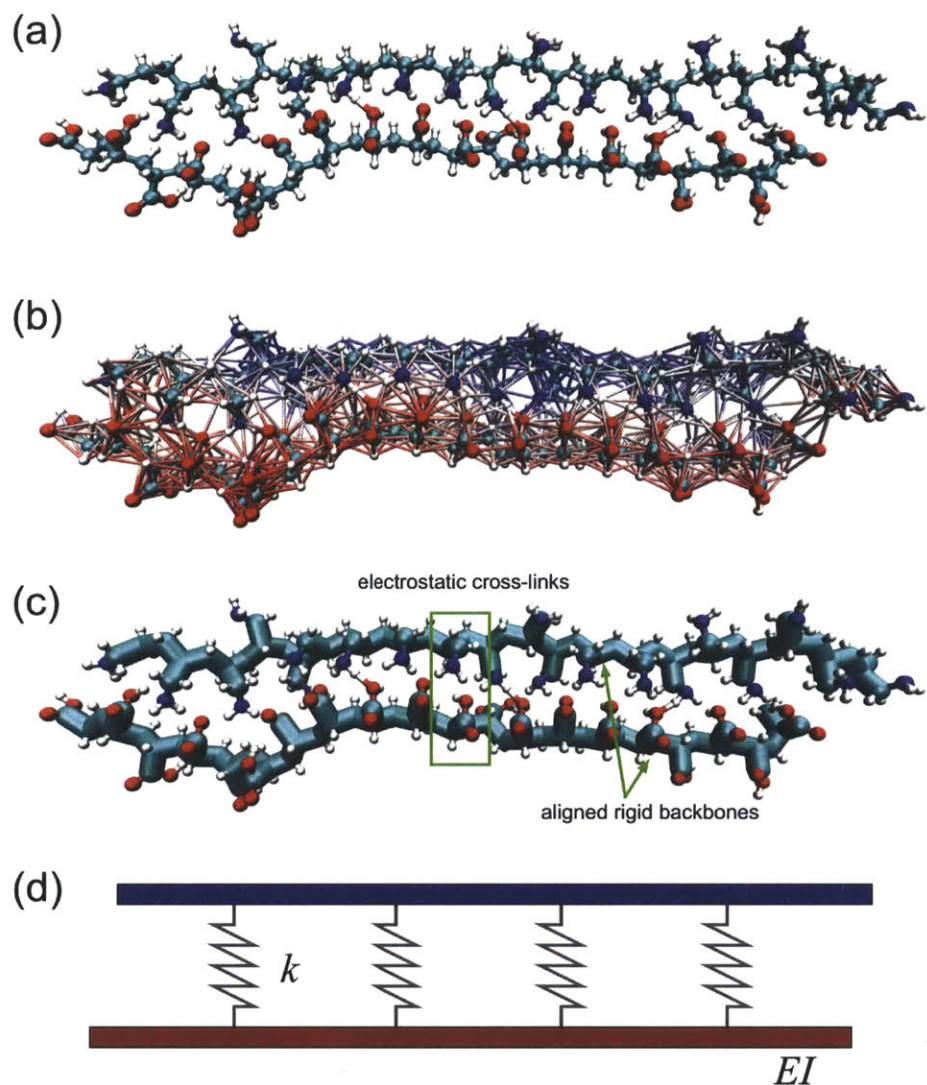 (a)
(b)
electrostatic cross-links
(c)
aligned rigid backbones
(d)
k
EI